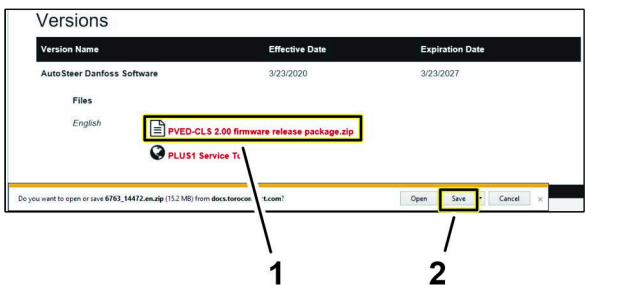 Versions
Version Name Effective Date Expiration Date
AutoSteer Danfoss Software 3/23/2020 3/23/2027
Files
English PVED-CLS 2.00 firmware release package.zip
PLUS1 Service
Do you want to open or save 6763_14472.en.zip (15.2 MB) from Open Save Cancel ×
1 2